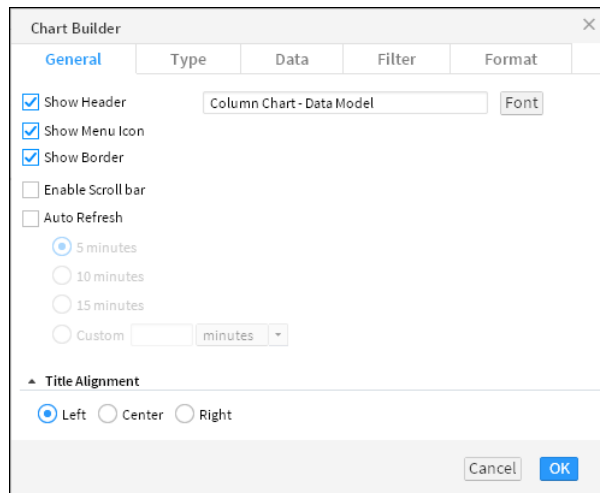 Chart Builder
General Type Data Filter Format
Show Header Column Chart - Data Model Font
Show Menu Icon
Show Border
Enable Scroll bar
Auto Refresh
5 minutes
10 minutes
15 minutes
Custom minutes
Title Alignment
Left Center Right
Cancel OK